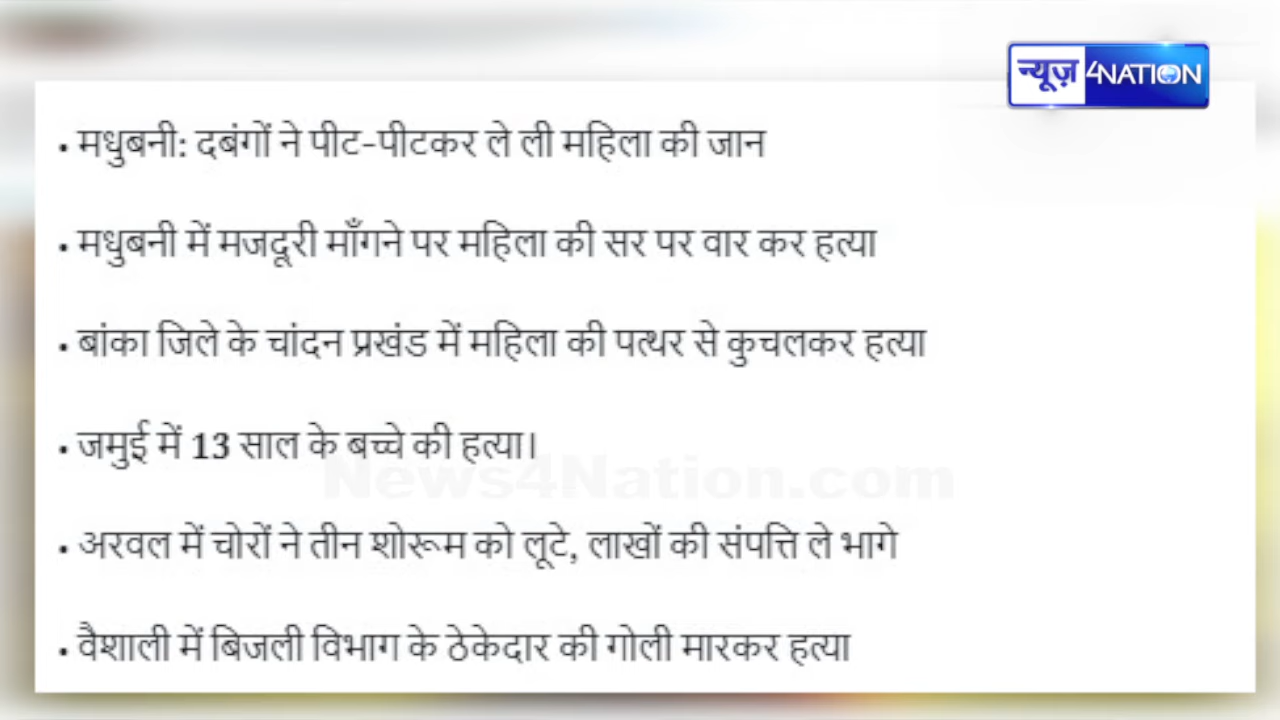 न्यूज़ 4NATION
• मधुबनी: दबंगों ने पीट-पीटकर ले ली महिला की जान
• मधुबनी में मजदूरी माँगने पर महिला की सर पर वार कर हत्या
• बांका जिले के चांदन प्रखंड में महिला की पत्थर से कुचलकर हत्या
• जमुई में 13 साल के बच्चे की हत्या।
News4Nation.com
• अरवल में चोरों ने तीन शोरूम को लूटे, लाखों की संपत्ति ले भागे
• वैशाली में बिजली विभाग के ठेकेदार की गोली मारकर हत्या